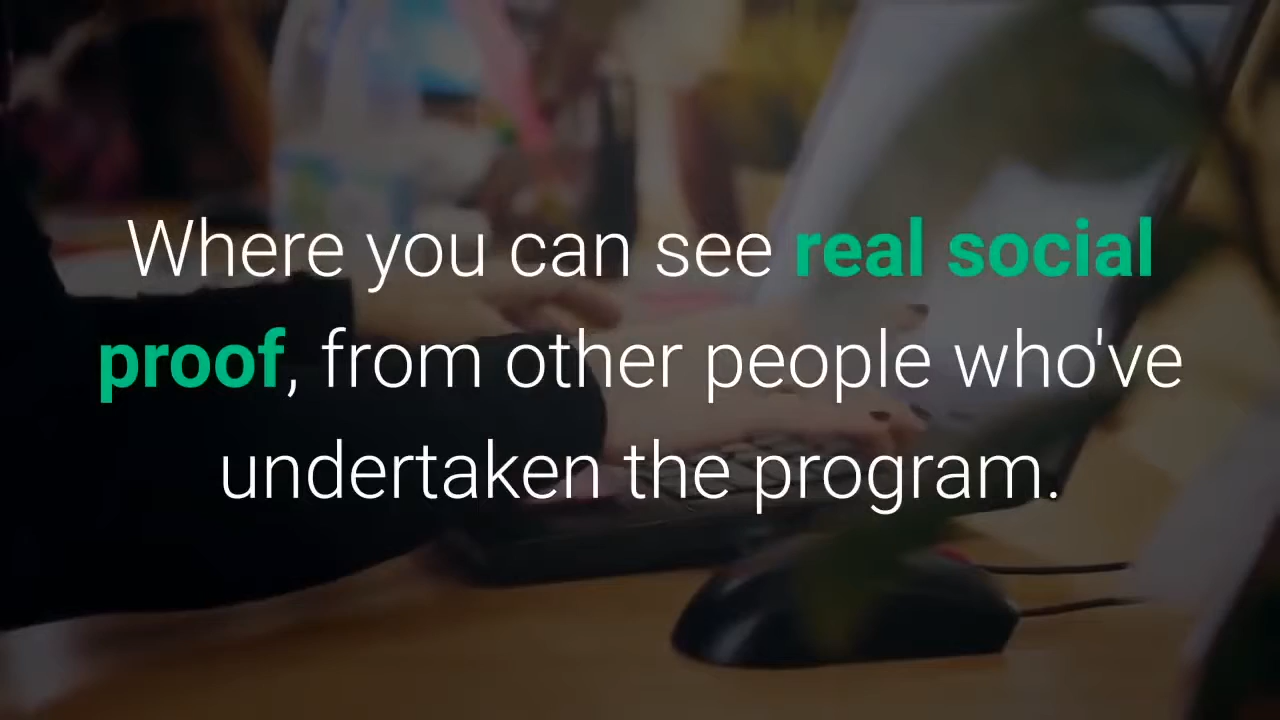 Where you can see real social
proof, from other people who've
undertaken the program.